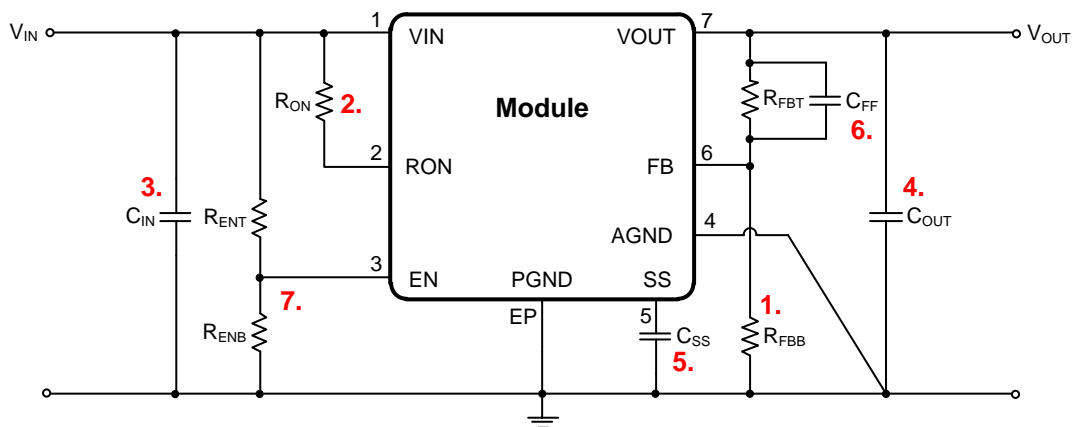 VIN
1
VIN
VOUT
7
VOUT
RON
2.
Module
RFBT
CFF
6.
2
RON
FB
6
3.
CIN
RENT
4.
COUT
4
AGND
3
EN
PGND
SS
7.
EP
5
1.
RENB
CSS
RFBB
5.